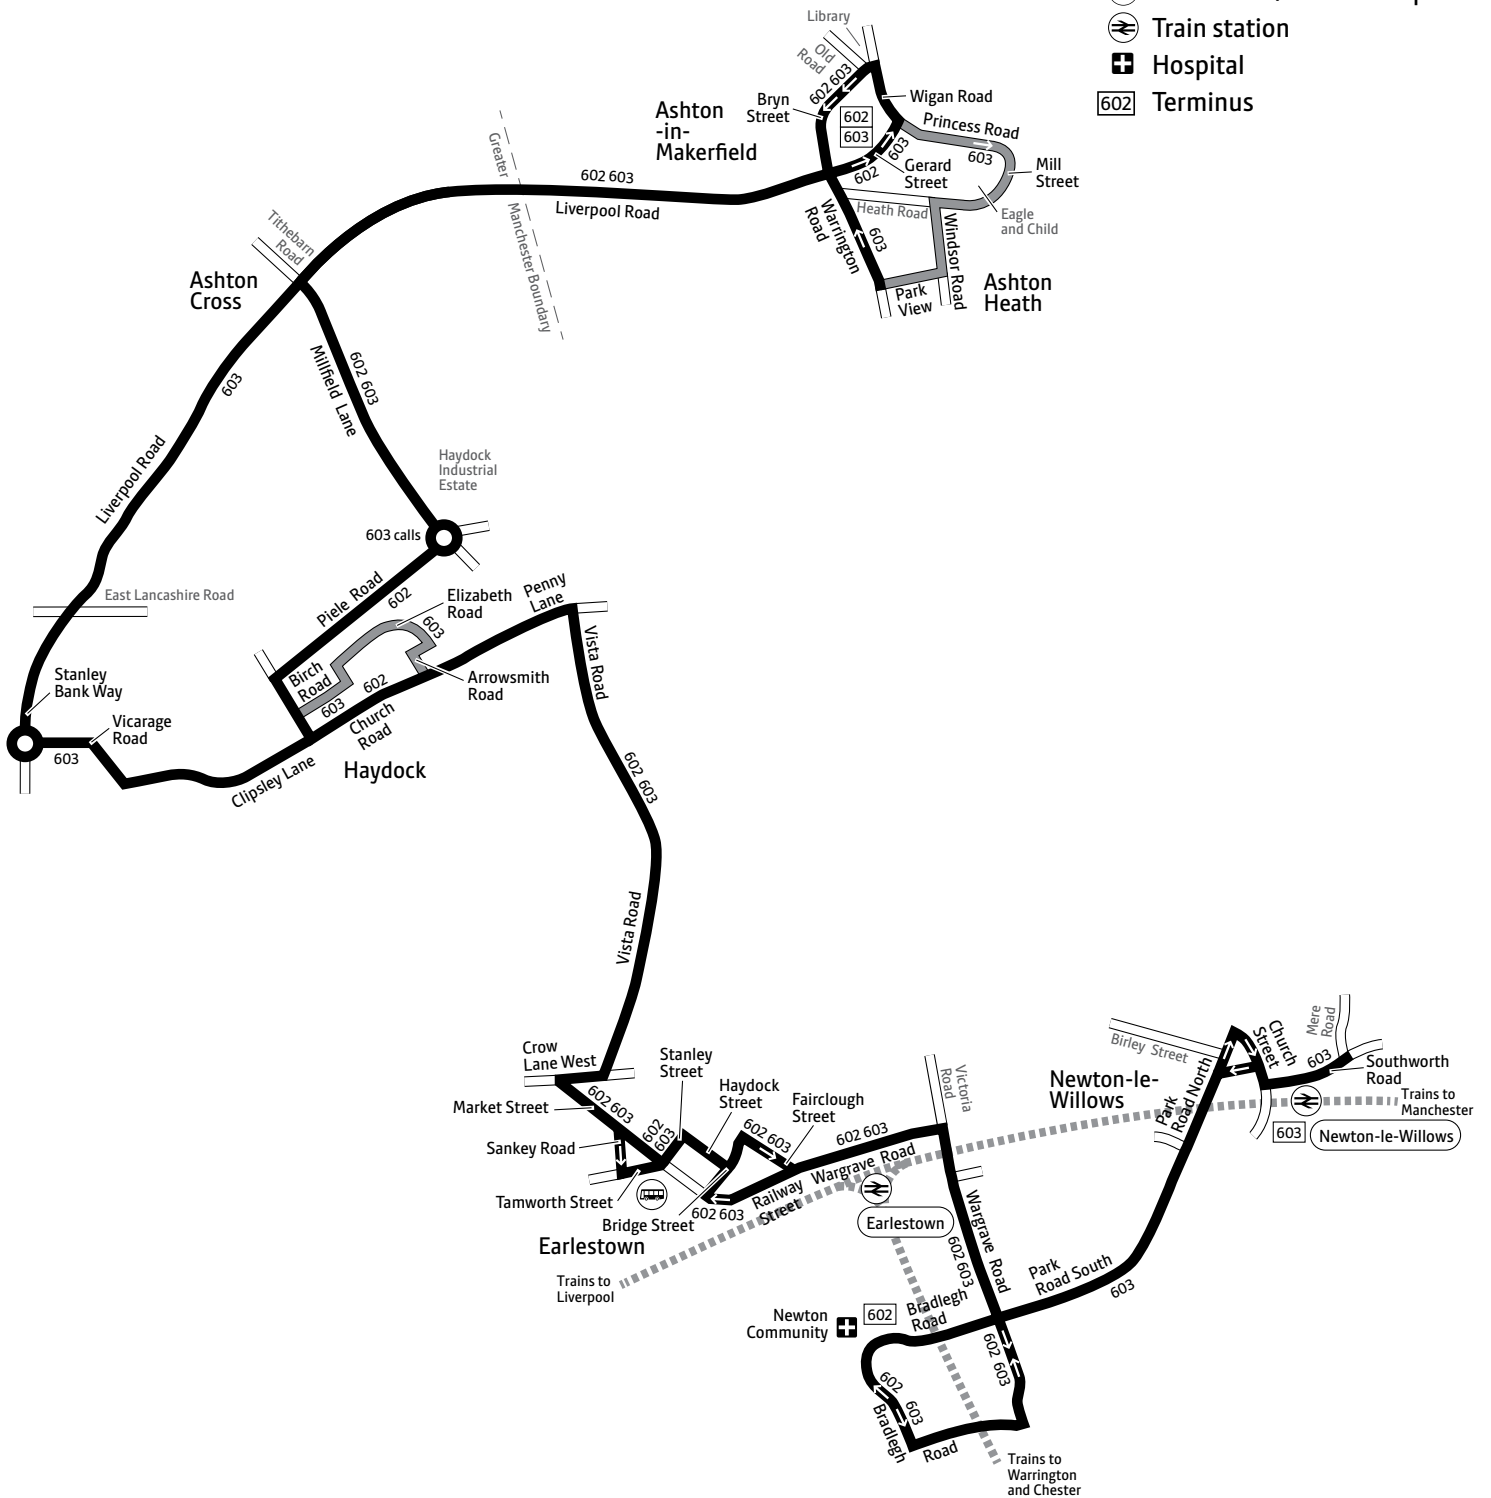 Train station
Hospital
602
Terminus
Library
Old
Road
602 603
Bryn
Street
Wigan Road
Ashton
-in-
Makerfield
602
603
Princess Road
603
603
Mill
Street
602
Gerard
Street
Heath Road
Eagle
and Child
Warrington
Road
603
Windsor Road
Park
View
Ashton
Heath
Greater
Manchester Boundary
602 603
Liverpool Road
Tithebarn
Road
Ashton
Cross
602 603
Millfield Lane
603
Liverpool Road
Haydock
Industrial
Estate
603 calls
East Lancashire Road
Piele Road
602
Elizabeth
Road
603
Penny
Lane
Vista Road
Birch
Road
603
602
Arrowsmith
Road
Church
Road
Stanley
Bank Way
Vicarage
Road
603
Clipsley Lane
Haydock
602 603
Vista Road
Crow
Lane West
Stanley
Street
Haydock
Street
Fairclough
Street
Market Street
602 603
602
603
602 603
Sankey Road
Tamworth Street
Bridge Street
602 603
Earlestown
Railway
Street
Wargrave Road
602 603
Victoria
Road
Trains to
Liverpool
Earlestown
Wargrave Road
602 603
Newton
Community
602
Bradlegh
Road
Park
Road South
603
602 603
602
603
Bradlegh
Road
Trains to
Warrington
and Chester
Newton-le-
Willows
Birley Street
Park
Road North
Church
Street
Mere
Road
603
Southworth
Road
Trains to
Manchester
603
Newton-le-Willows